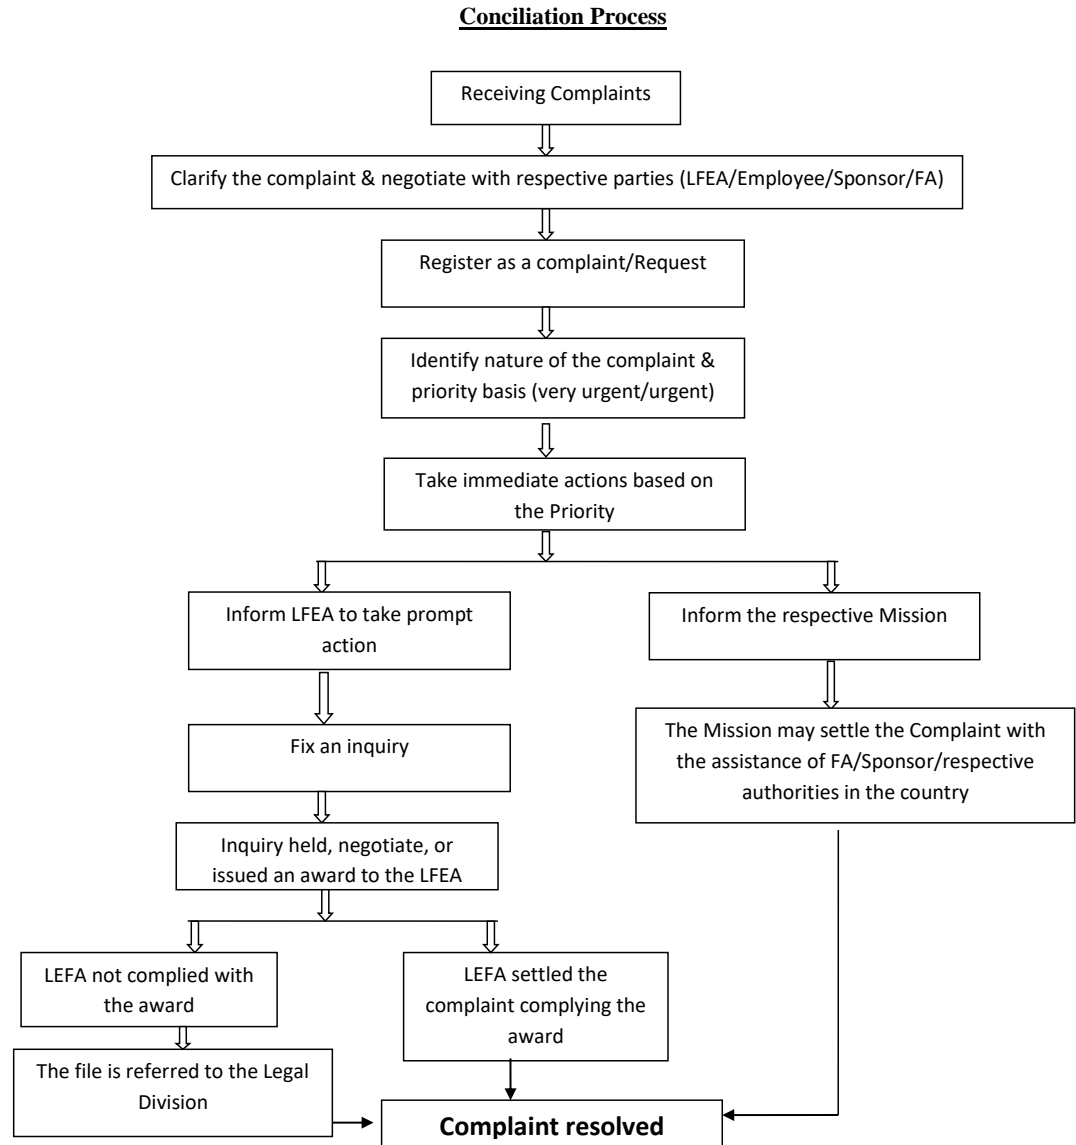 Conciliation Process
Receiving Complaints
Clarify the complaint & negotiate with respective parties (LFEA/Employee/Sponsor/FA)
Register as a complaint/Request
Identify nature of the complaint &
priority basis (very urgent/urgent)
Take immediate actions based on
the Priority
Inform LFEA to take prompt
action
Inform the respective Mission
Fix an inquiry
The Mission may settle the Complaint with
the assistance of FA/Sponsor/respective
authorities in the country
Inquiry held, negotiate, or
issued an award to the LFEA
LEFA not complied with
the award
LEFA settled the
complaint complying the
award
The file is referred to the Legal
Division
Complaint resolved